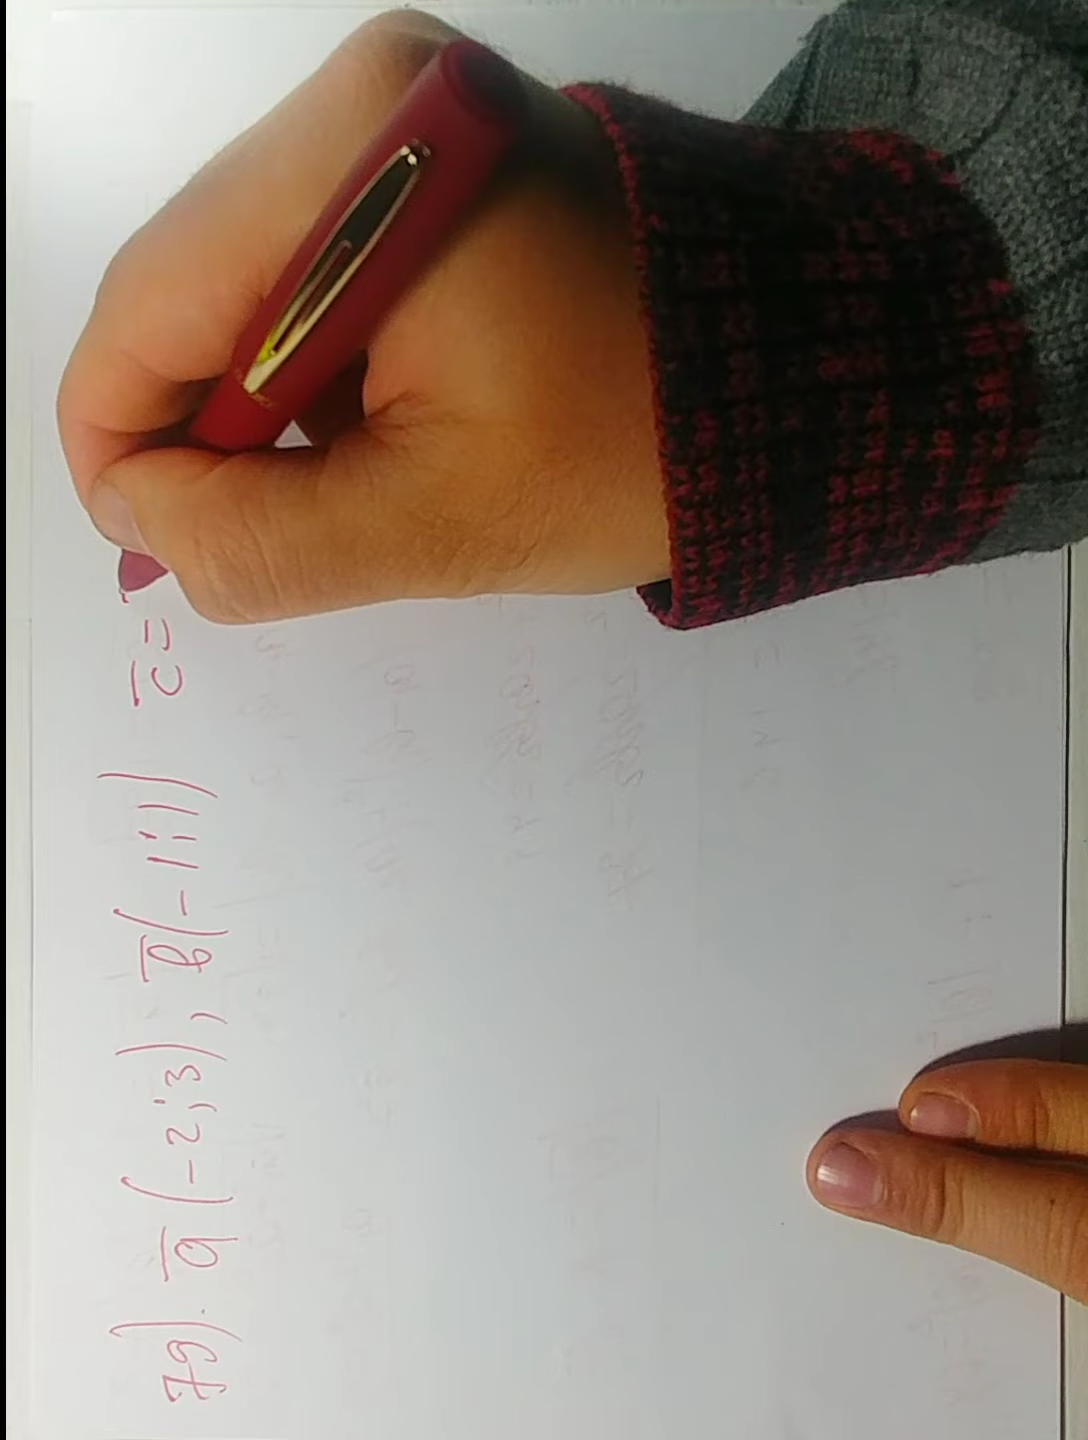 79). a̅ (-2;3), b̅(-1;1) c̅=